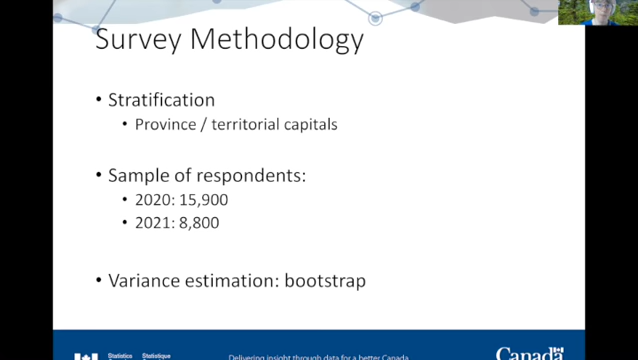 Survey Methodology
• Stratification
• Province / territorial capitals
• Sample of respondents:
• 2020: 15,900
• 2021: 8,800
• Variance estimation: bootstrap
Statistics Statistique
Delivering insight through data for a better Canada
Canada